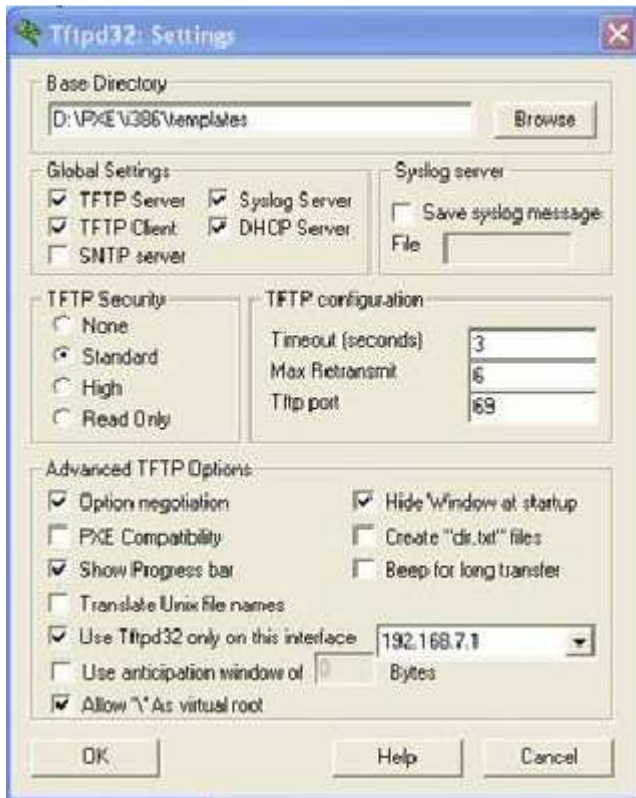 Tftpd32: Settings
Base Directory
D:\PXE\i386\templates
Browse
Global Settings
TFTP Server
Syslog Server
TFTP Client
DHCP Server
SNTP server
Syslog server
Save syslog message
File
TFTP Security
None
Standard
High
Read Only
TFTP configuration
Timeout (seconds)
3
Max Retransmit
6
Tftp port
69
Advanced TFTP Options
Option negotiation
Hide Window at startup
PXE Compatibility
Create "dir.txt" files
Show Progress bar
Beep for long transfer
Translate Unix file names
Use Tftpd32 only on this interface
192.168.7.1
Use anticipation window of
0
Bytes
Allow "\" As virtual root
OK
Help
Cancel